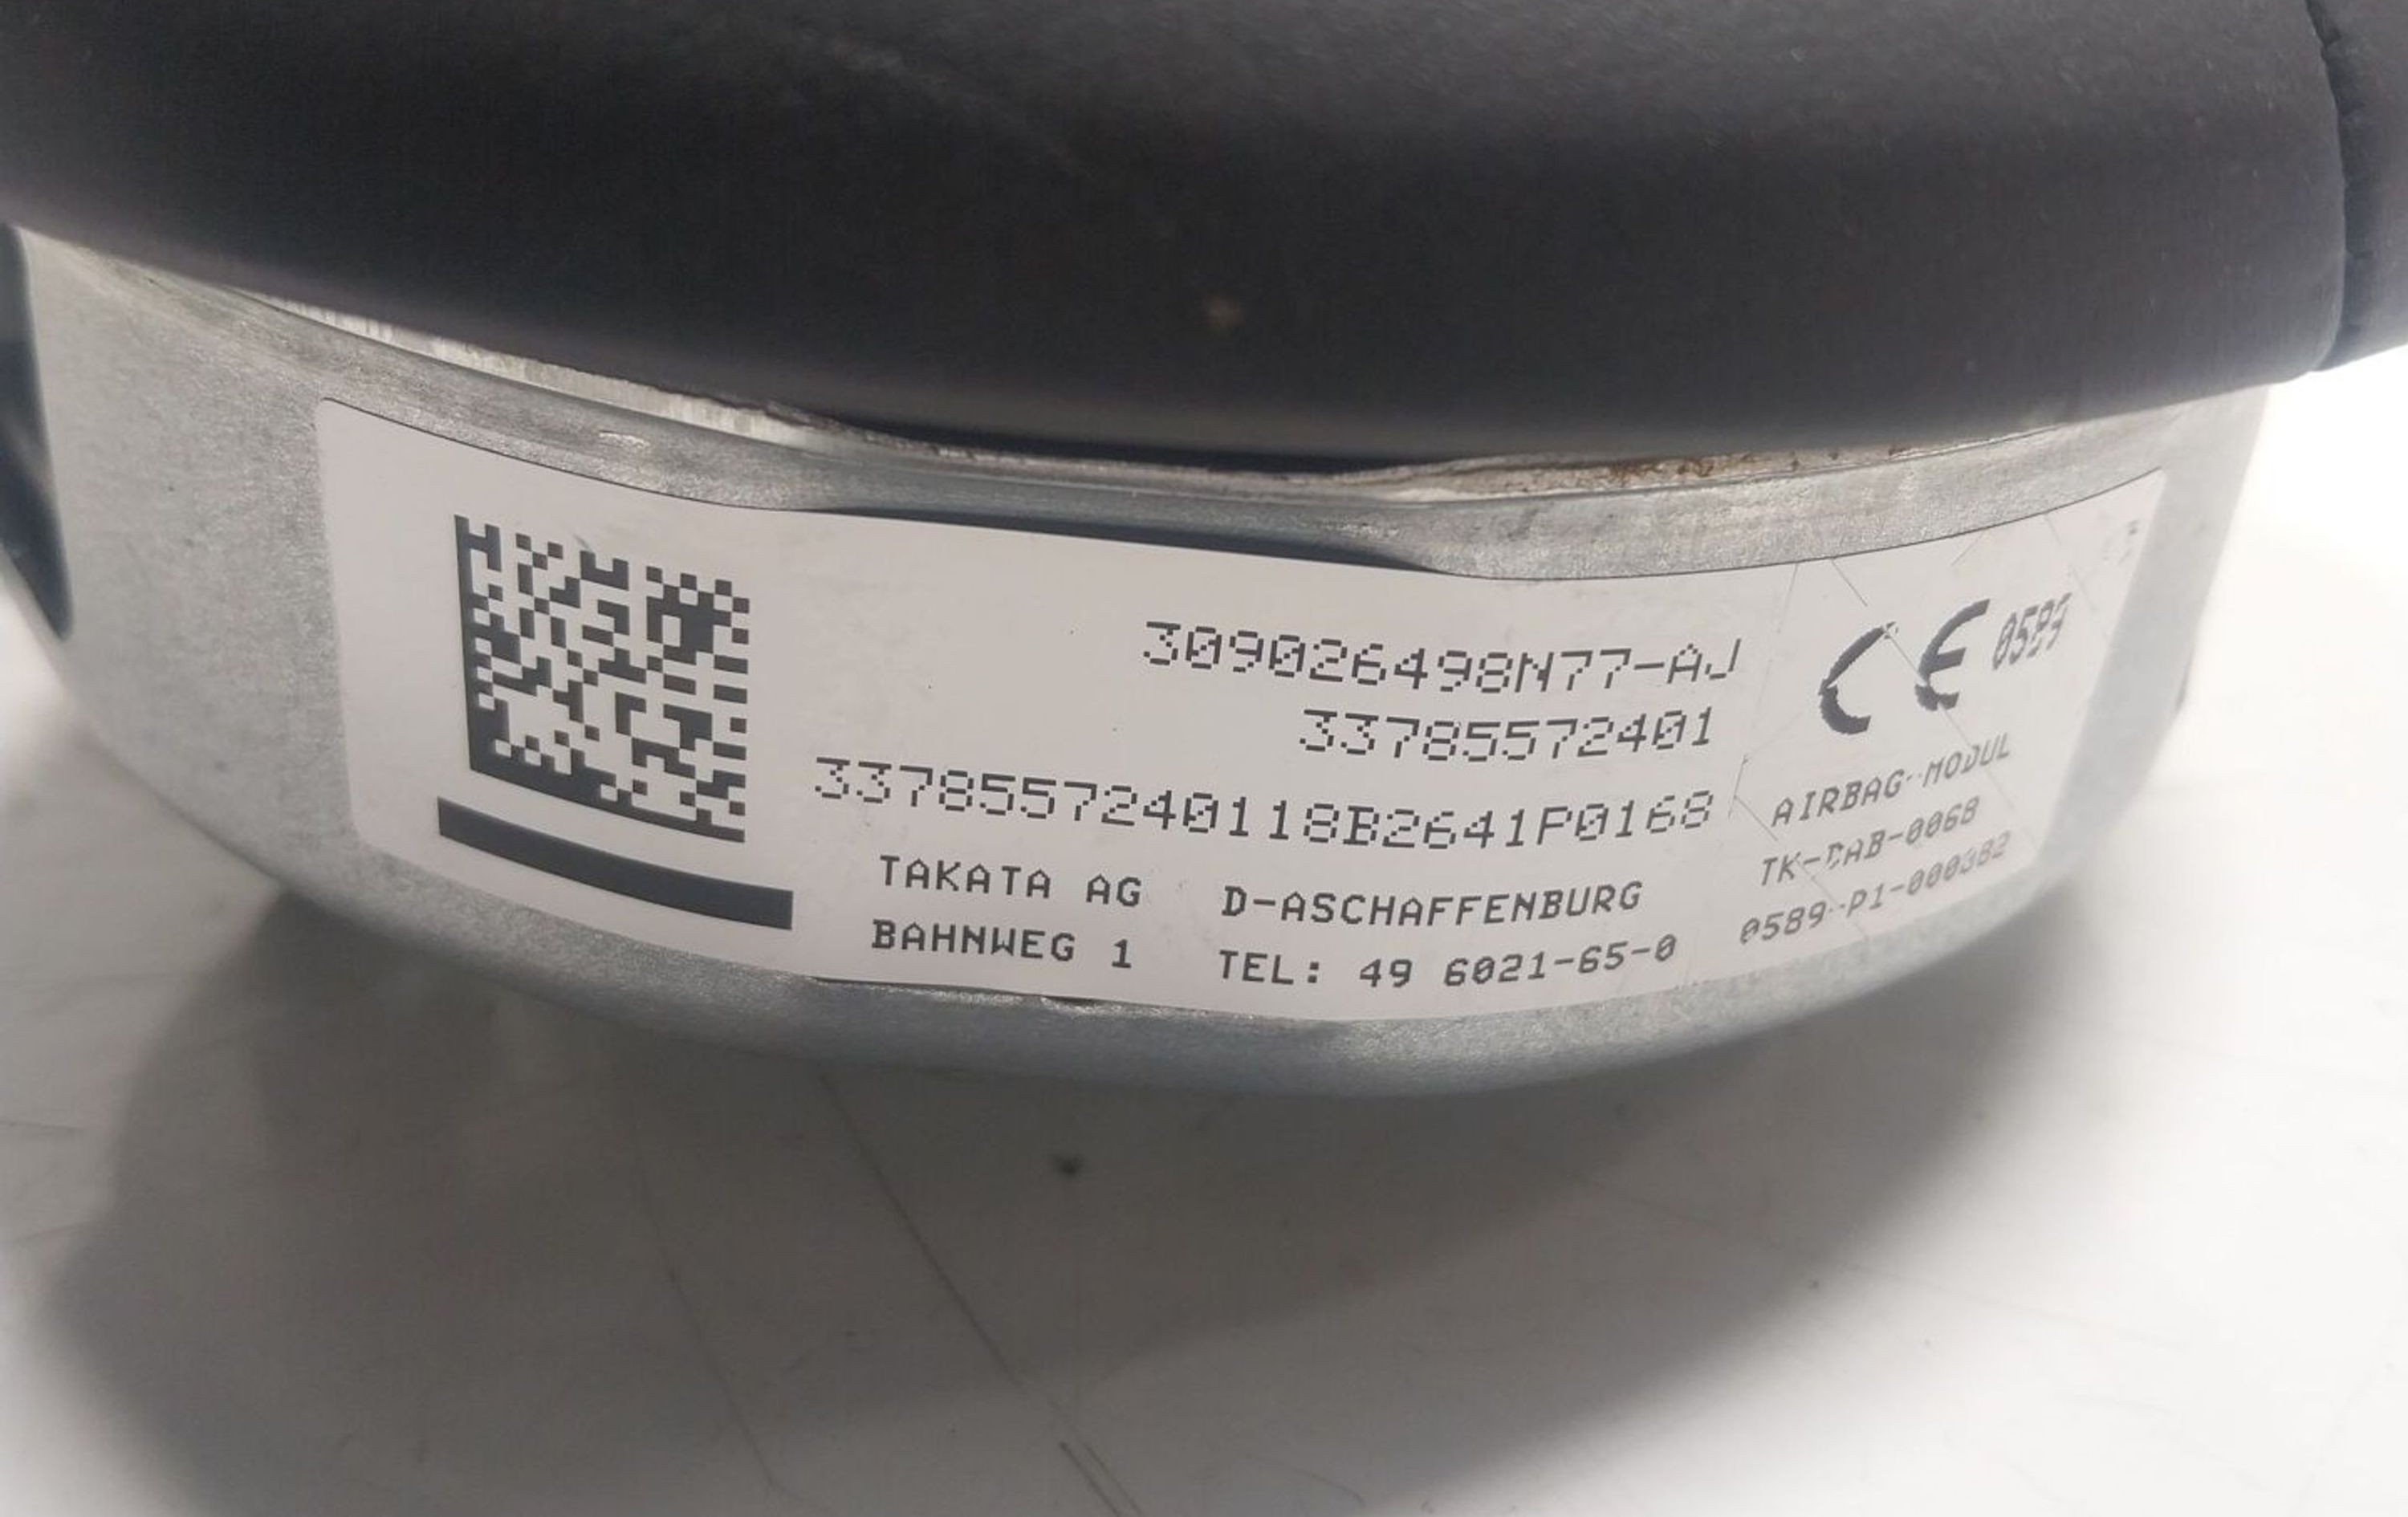 309026498N77-AJ
33785572401
3378557240118B2641P0168
TAKATA AG D-ASCHAFFENBURG
BAHNWEG 1 TEL: 49 6021-65-0
CE 0589
AIRBAG-MODUL
TK-DAB-0068
0589-P1-000382